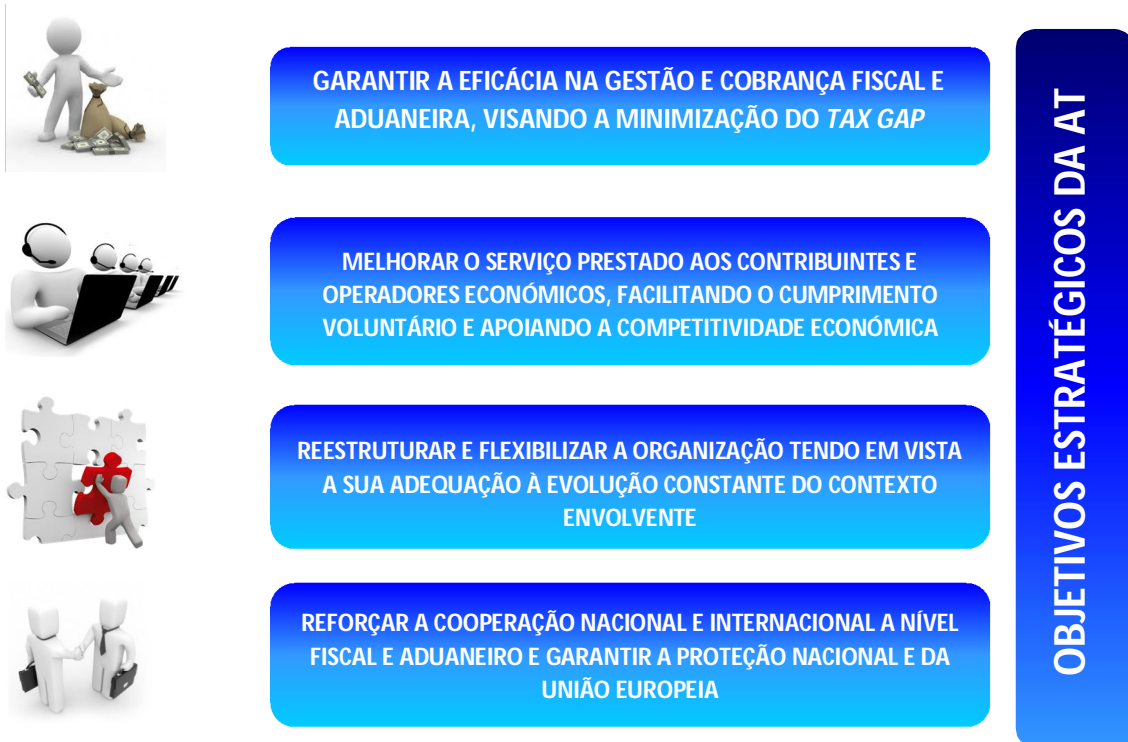 GARANTIR A EFICÁCIA NA GESTÃO E COBRANÇA FISCAL E
ADUANEIRA, VISANDO A MINIMIZAÇÃO DO TAX GAP
MELHORAR O SERVIÇO PRESTADO AOS CONTRIBUINTES E
OPERADORES ECONÓMICOS, FACILITANDO O CUMPRIMENTO
VOLUNTÁRIO E APOIANDO A COMPETITIVIDADE ECONÓMICA
REESTRUTURAR E FLEXIBILIZAR A ORGANIZAÇÃO TENDO EM VISTA
A SUA ADEQUAÇÃO À EVOLUÇÃO CONSTANTE DO CONTEXTO
ENVOLVENTE
REFORÇAR A COOPERAÇÃO NACIONAL E INTERNACIONAL A NÍVEL
FISCAL E ADUANEIRO E GARANTIR A PROTEÇÃO NACIONAL E DA
UNIÃO EUROPEIA
OBJETIVOS ESTRATÉGICOS DA AT